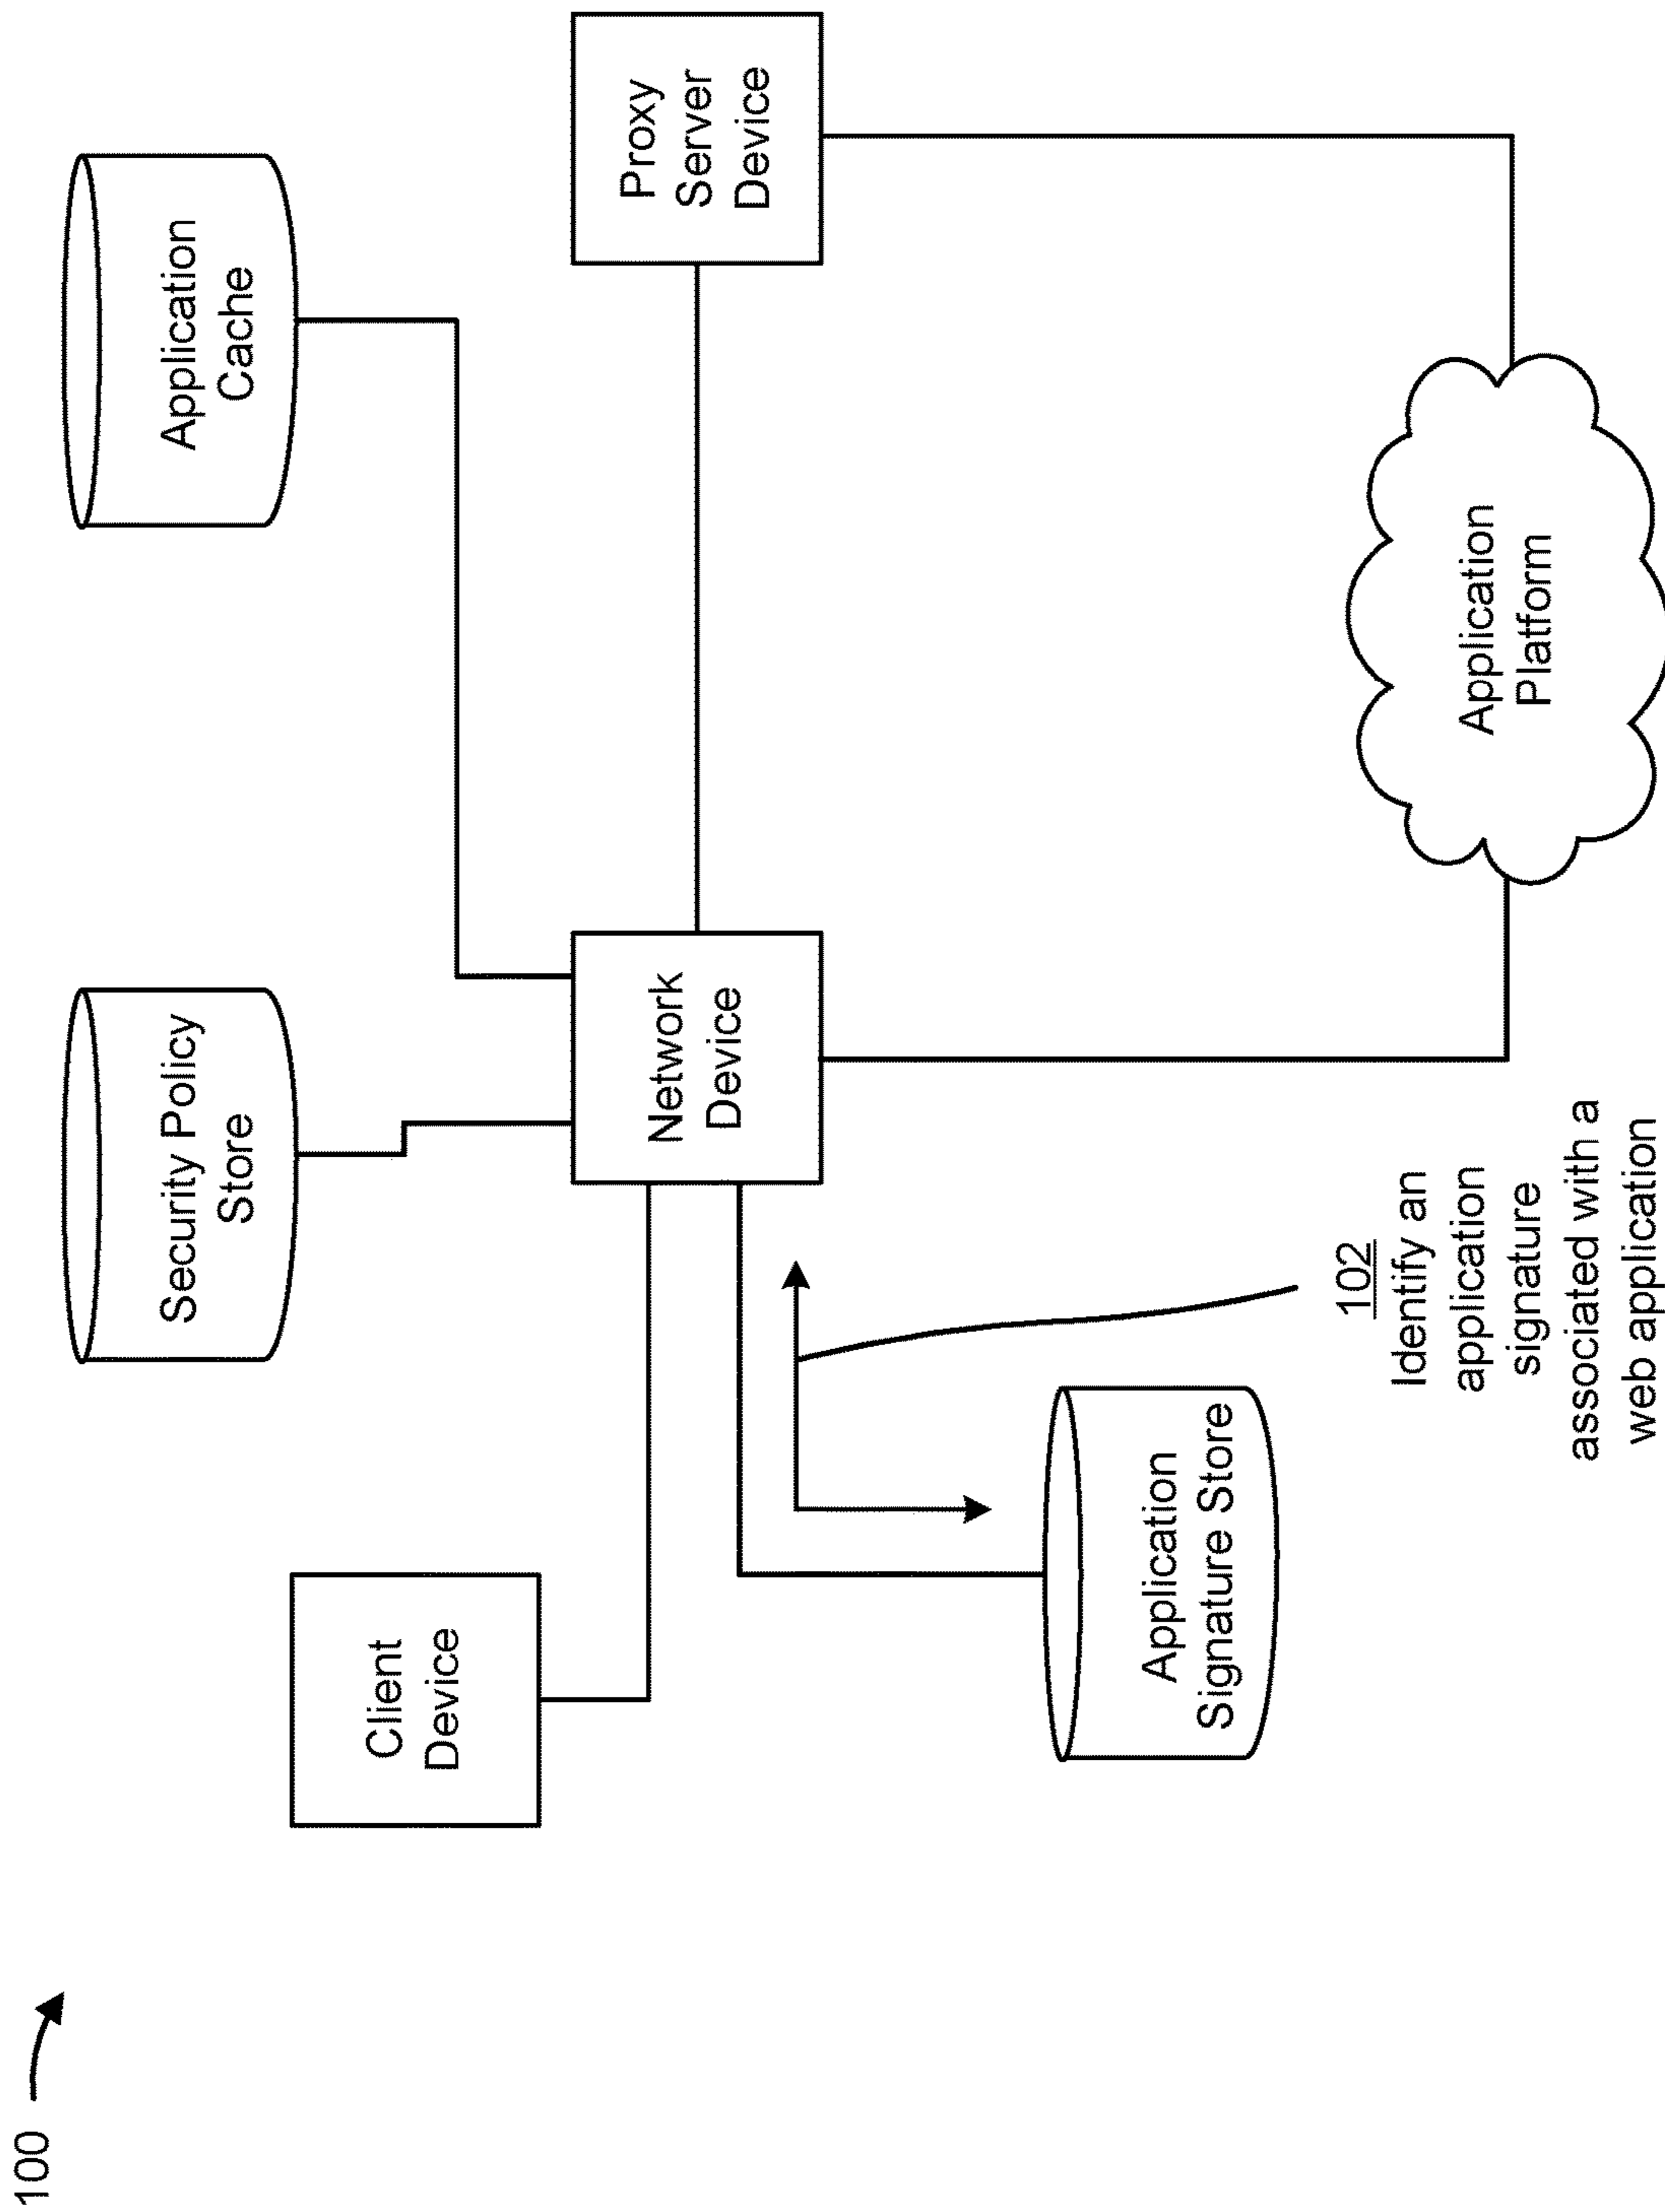 100
Security Policy
Store
Application
Cache
Client
Device
Network
Device
Proxy
Server
Device
Application
Signature Store
102
Identify an
application
signature
associated with a
web application
Application
Platform